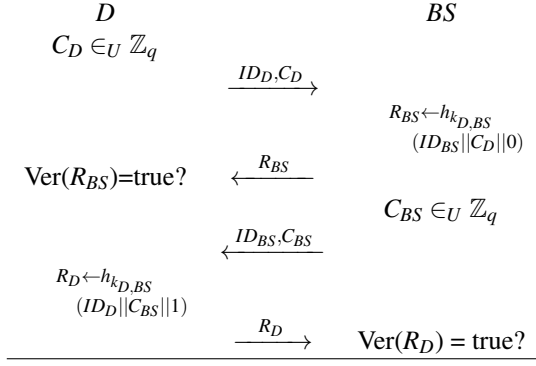 D BS
C_D ∈_U ℤ_q
ID_D,C_D
R_BS←h_{k_{D,BS}}
(ID_BS||C_D||0)
R_BS
Ver(R_BS)=true?
C_BS ∈_U ℤ_q
ID_BS,C_BS
R_D←h_{k_{D,BS}}
(ID_D||C_BS||1)
R_D
Ver(R_D) = true?